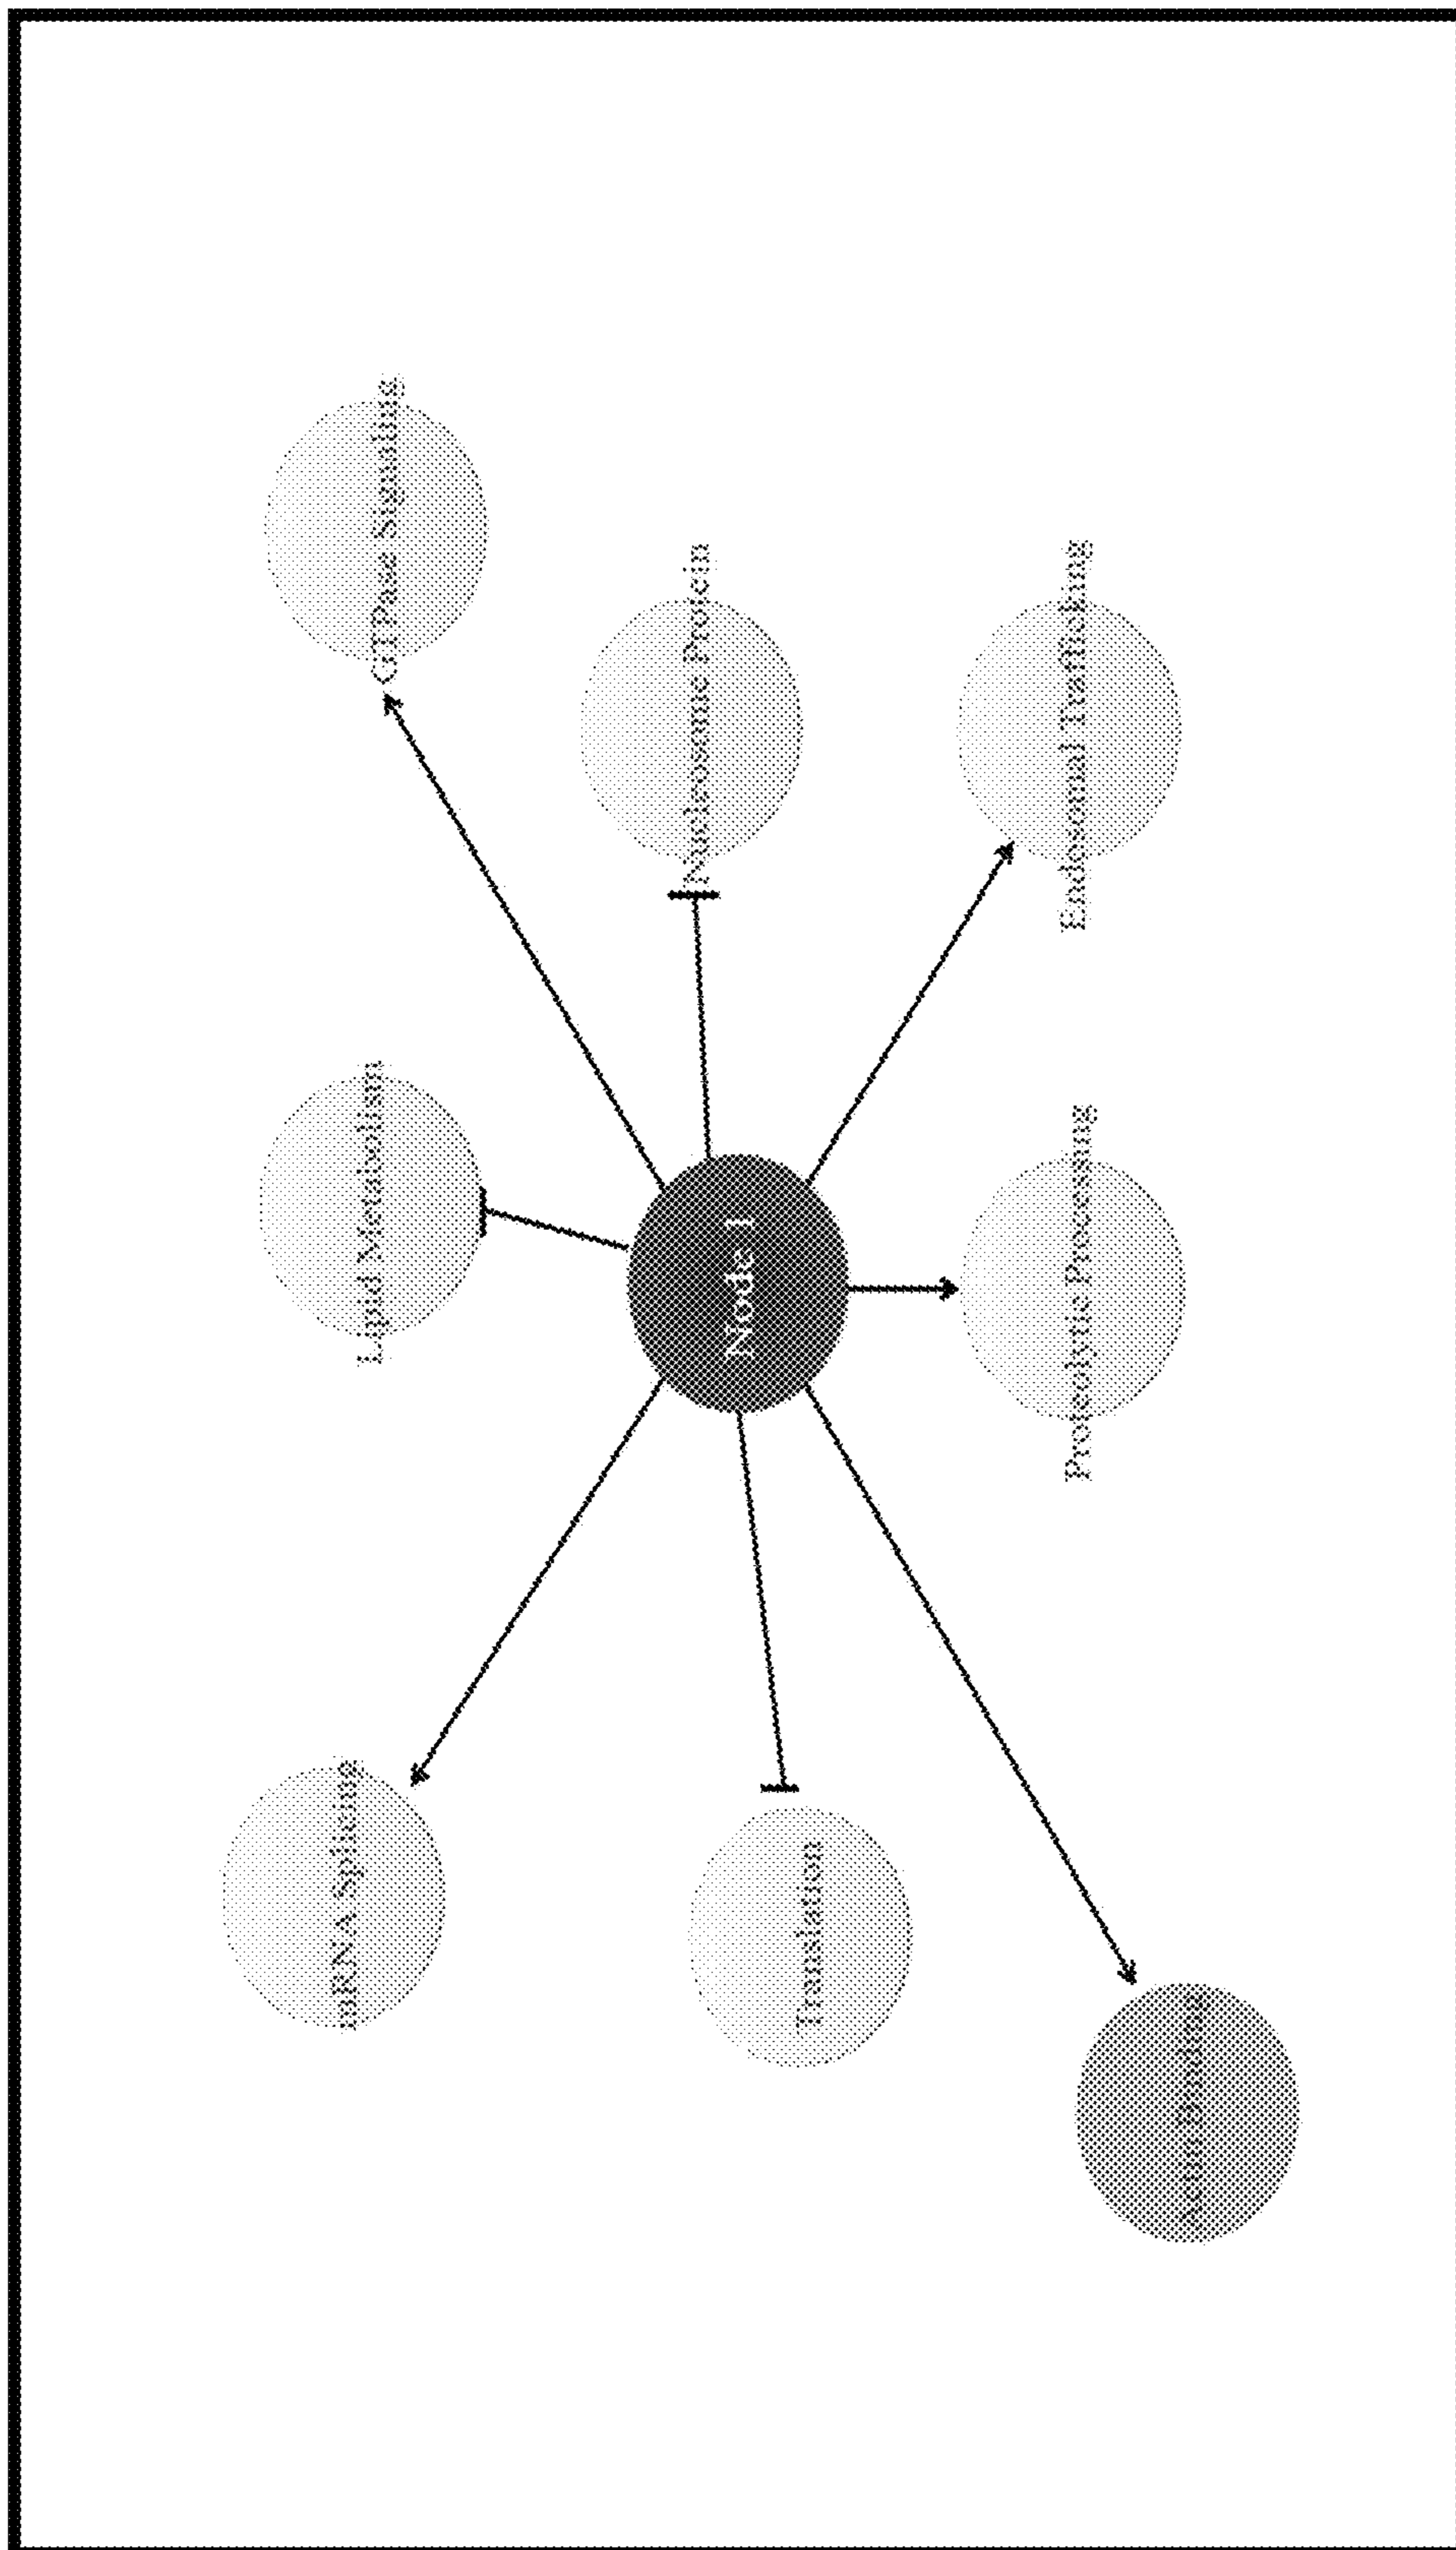 mRNA Splicing
Lipid Metabolism
GTPase Signaling
Translation
Node 1
Nucleosome Protein
Proteolytic Processing
Endosomal Trafficking